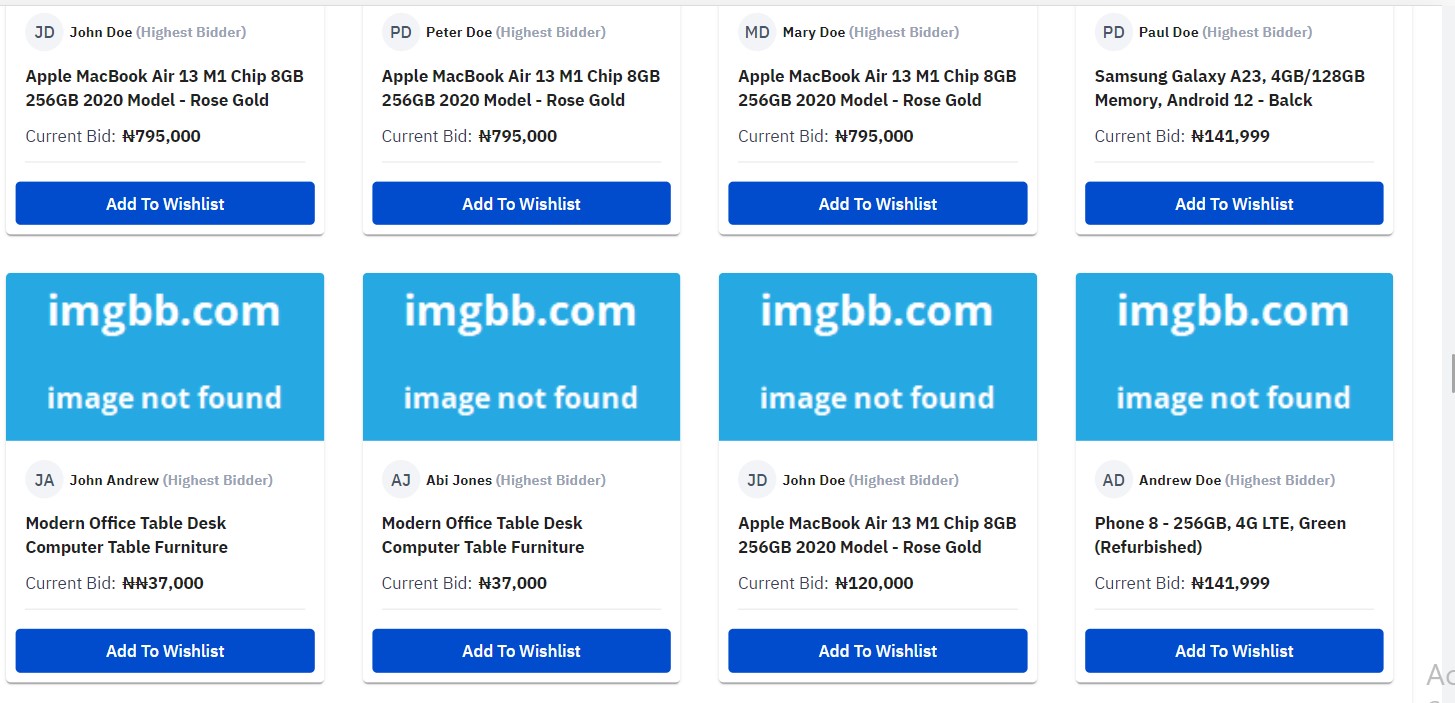 JD John Doe (Highest Bidder)
Apple MacBook Air 13 M1 Chip 8GB
256GB 2020 Model - Rose Gold
Current Bid: ₦795,000
Add To Wishlist
PD Peter Doe (Highest Bidder)
Apple MacBook Air 13 M1 Chip 8GB
256GB 2020 Model - Rose Gold
Current Bid: ₦795,000
Add To Wishlist
MD Mary Doe (Highest Bidder)
Apple MacBook Air 13 M1 Chip 8GB
256GB 2020 Model - Rose Gold
Current Bid: ₦795,000
Add To Wishlist
PD Paul Doe (Highest Bidder)
Samsung Galaxy A23, 4GB/128GB
Memory, Android 12 - Balck
Current Bid: ₦141,999
Add To Wishlist
imgbb.com
image not found
JA John Andrew (Highest Bidder)
Modern Office Table Desk
Computer Table Furniture
Current Bid: ₦₦37,000
Add To Wishlist
imgbb.com
image not found
AJ Abi Jones (Highest Bidder)
Modern Office Table Desk
Computer Table Furniture
Current Bid: ₦37,000
Add To Wishlist
imgbb.com
image not found
JD John Doe (Highest Bidder)
Apple MacBook Air 13 M1 Chip 8GB
256GB 2020 Model - Rose Gold
Current Bid: ₦120,000
Add To Wishlist
imgbb.com
image not found
AD Andrew Doe (Highest Bidder)
Phone 8 - 256GB, 4G LTE, Green
(Refurbished)
Current Bid: ₦141,999
Add To Wishlist